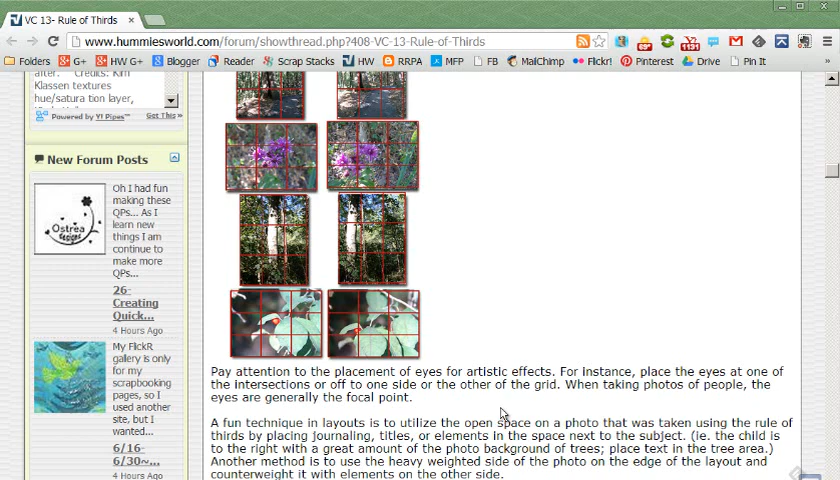 VC 13- Rule of Thirds
www.hummiesworld.com/forum/showthread.php?408-VC-13-Rule-of-Thirds
Folders G+ HW G+ Blogger Reader Scrap Stacks HW RRPA MFP FB MailChimp Flickr! Pinterest Drive Pin It »
after. Credits: Kim
Klassen textures
hue/satura tion layer,
Powered by Y! Pipes™ Get This »
New Forum Posts
Oh I had fun
making these
QPs... As I
learn new
things I am
continue to
make more
QPs...
Ostrea
designs
26-
Creating
Quick...
4 Hours Ago
My FlickR
gallery is only
for my
scrapbooking
pages, so I
used another
site, but I
wanted...
6/16-
6/30~...
4 Hours Ago
Pay attention to the placement of eyes for artistic effects. For instance, place the eyes at one of
the intersections or off to one side or the other of the grid. When taking photos of people, the
eyes are generally the focal point.
A fun technique in layouts is to utilize the open space on a photo that was taken using the rule of
thirds by placing journaling, titles, or elements in the space next to the subject. (ie. the child is
to the right with a great amount of the photo background of trees; place text in the tree area.)
Another method is to use the heavy weighted side of the photo on the edge of the layout and
counterweight it with elements on the other side.